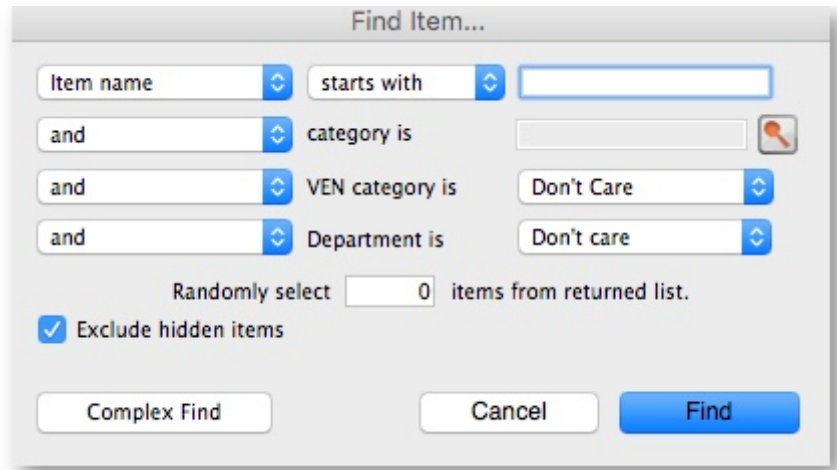 Find Item...
Item name starts with
and category is
and VEN category is Don't Care
and Department is Don't care
Randomly select 0 items from returned list.
Exclude hidden items
Complex Find Cancel Find